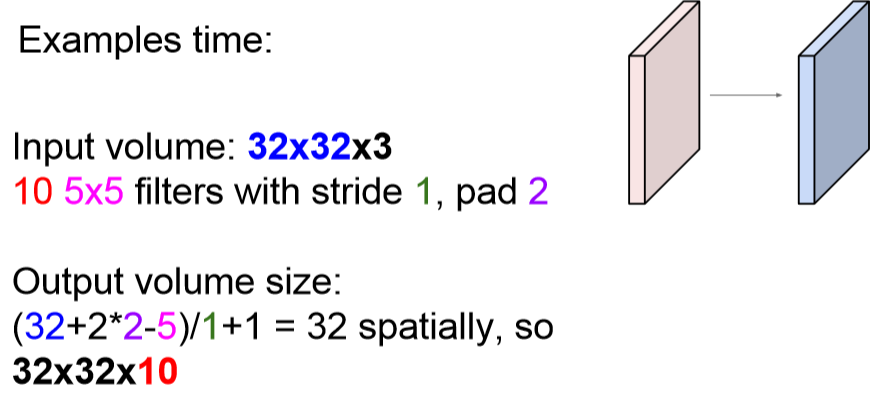 Examples time:
Input volume: 32x32x3
10 5x5 filters with stride 1, pad 2
Output volume size:
(32+2*2-5)/1+1 = 32 spatially, so
32x32x10